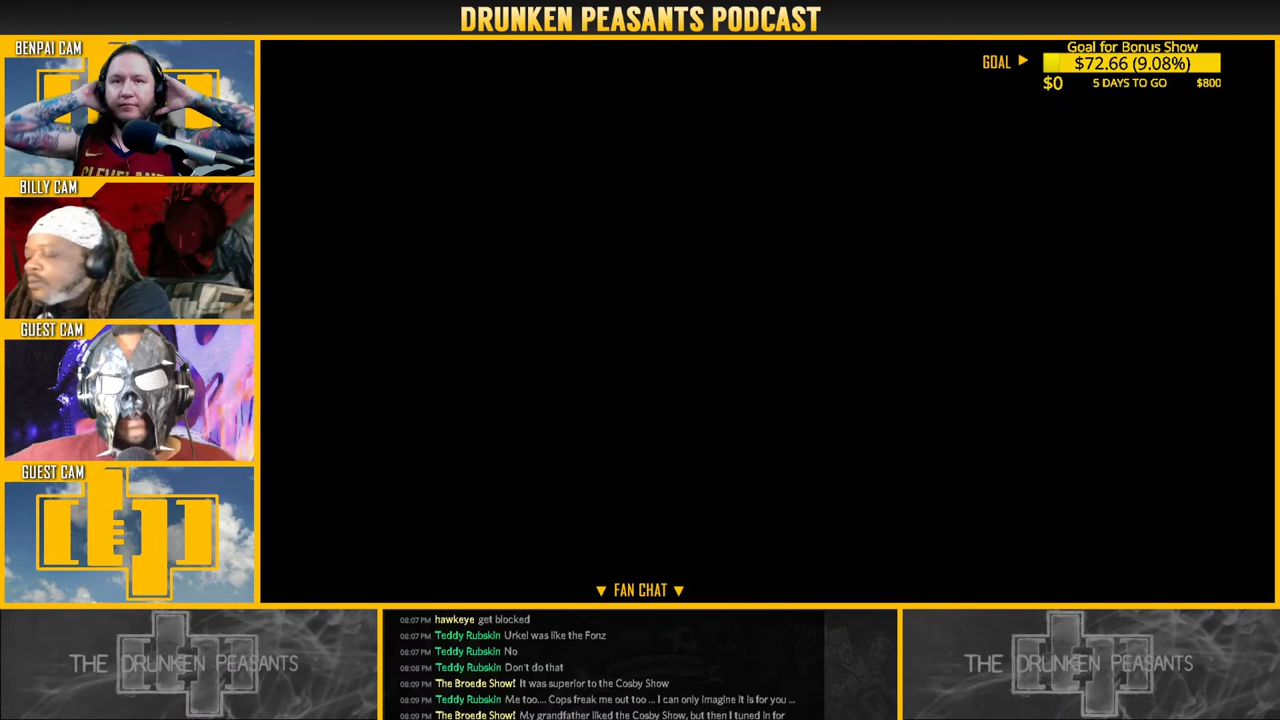 DRUNKEN PEASANTS PODCAST
BENPAI CAM
CLEVELAND
BILLY CAM
GUEST CAM
GUEST CAM
GOAL ▶
Goal for Bonus Show
$72.66 (9.08%)
$0 5 DAYS TO GO $800
▼ FAN CHAT ▼
THE DRUNKEN PEASANTS
08:07 PM hawkeye get blocked
08:07 PM Teddy Rubskin Urkel was like the Fonz
08:07 PM Teddy Rubskin No
08:08 PM Teddy Rubskin Don't do that
08:09 PM The Broede Show! It was superior to the Cosby Show
08:09 PM Teddy Rubskin Me too.... Cops freak me out too ... I can only imagine it is for you ...
08:09 PM The Broede Show! My grandfather liked the Cosby Show, but then I tuned in for
THE DRUNKEN PEASANTS